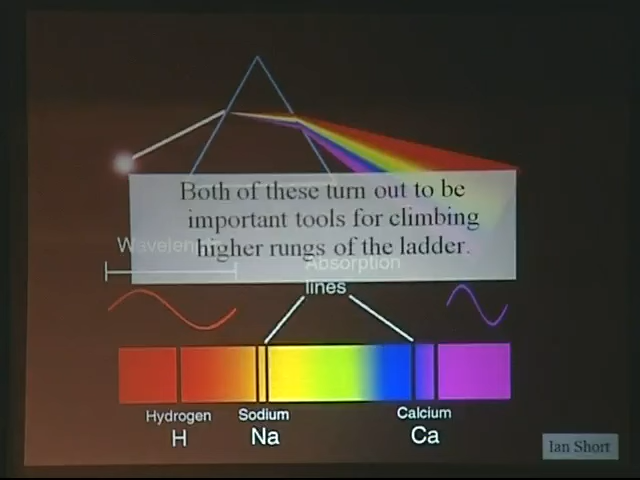 Both of these turn out to be
important tools for climbing
higher rungs of the ladder.
Wavelength
Absorption
lines
Hydrogen
H
Sodium
Na
Calcium
Ca
Ian Short